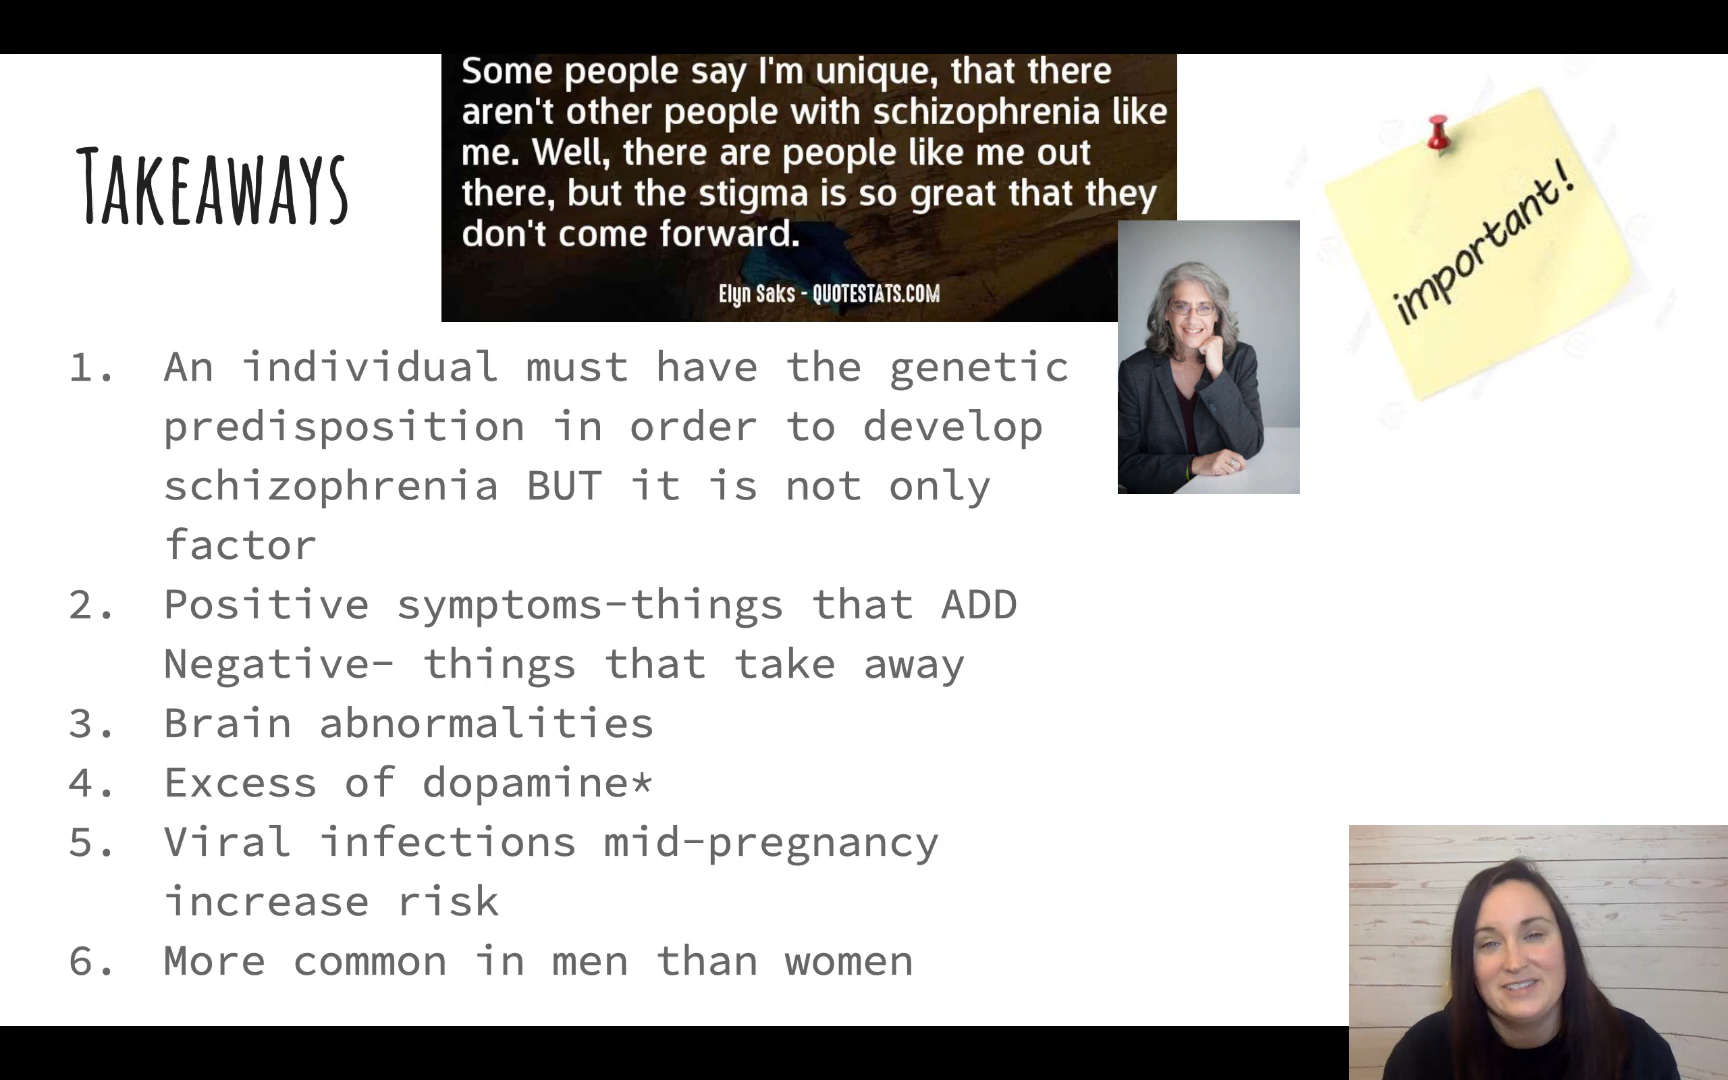 Some people say I'm unique, that there
aren't other people with schizophrenia like
me. Well, there are people like me out
there, but the stigma is so great that they
don't come forward.
Elyn Saks - QUOTESTATS.COM
TAKEAWAYS
important!
1. An individual must have the genetic
predisposition in order to develop
schizophrenia BUT it is not only
factor
2. Positive symptoms-things that ADD
Negative- things that take away
3. Brain abnormalities
4. Excess of dopamine*
5. Viral infections mid-pregnancy
increase risk
6. More common in men than women